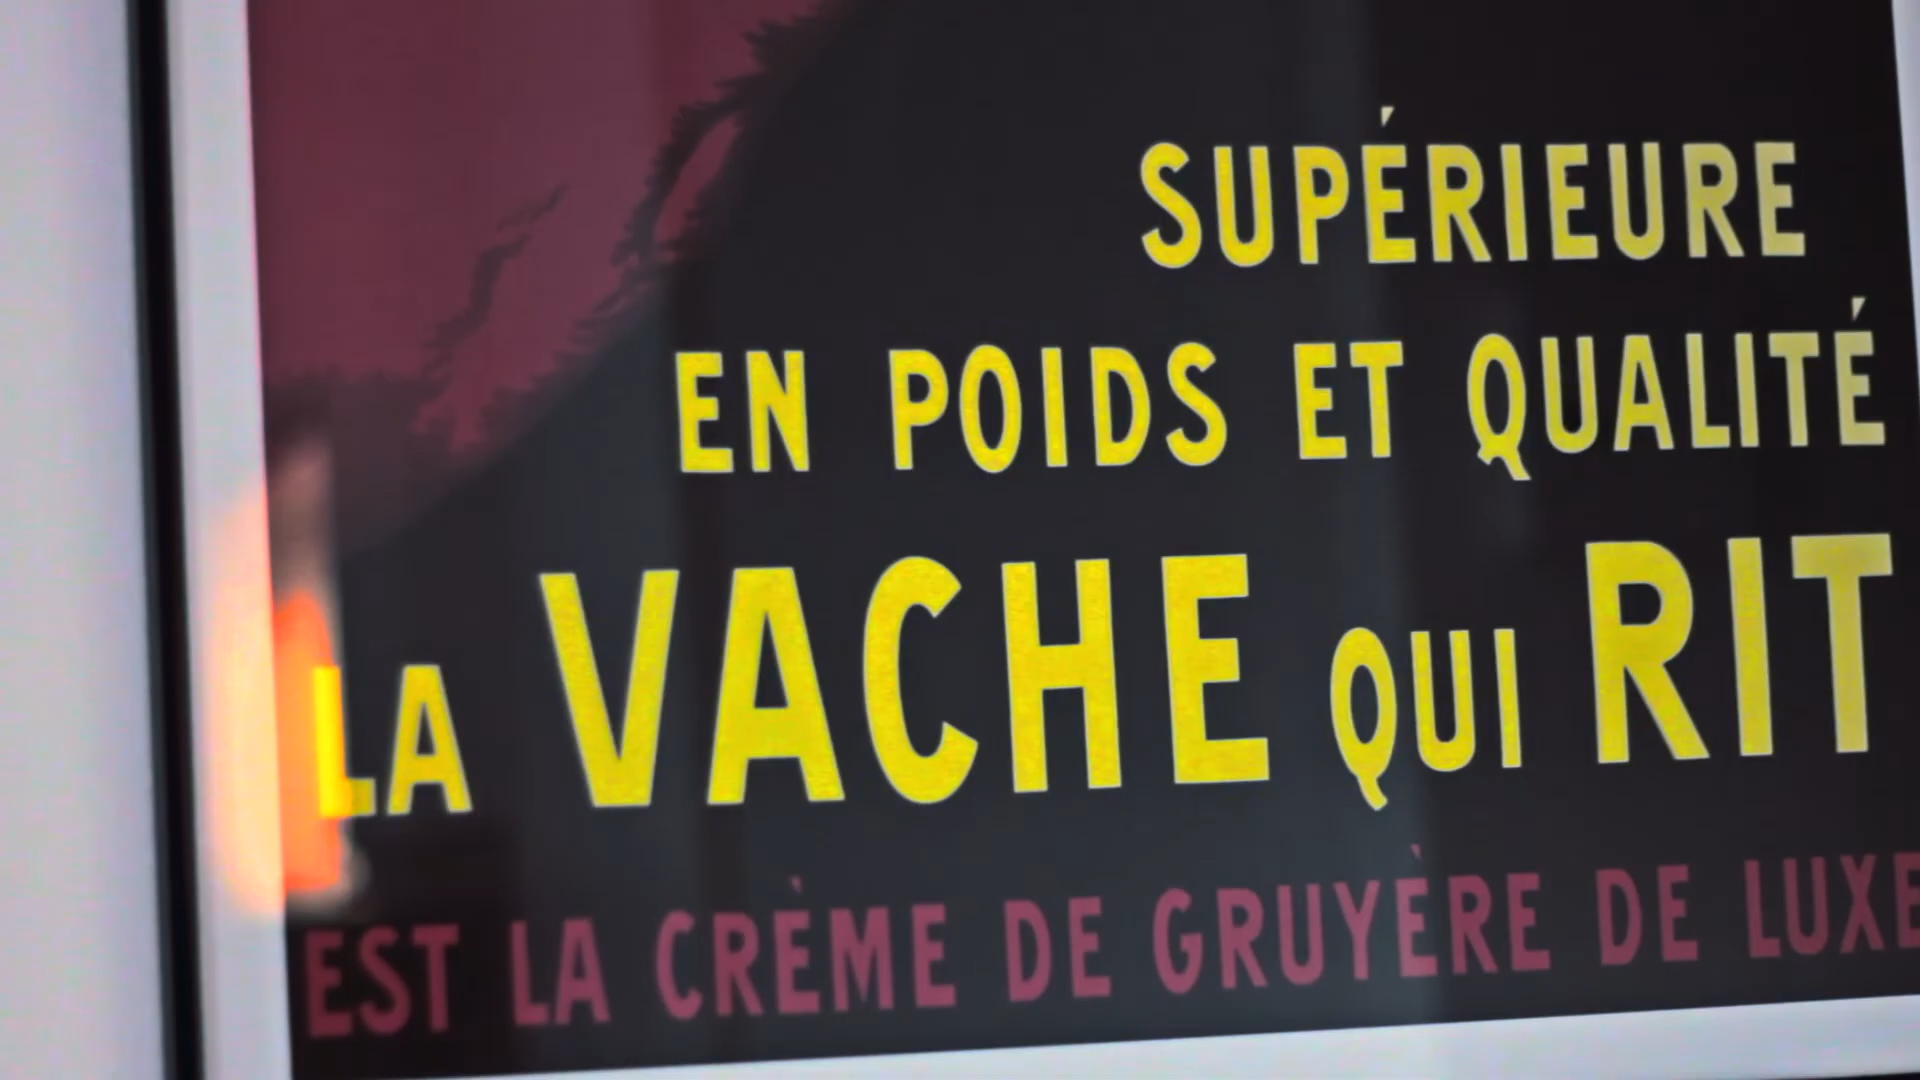 SUPÉRIEURE
EN POIDS ET QUALITÉ
LA VACHE QUI RIT
EST LA CRÈME DE GRUYÈRE DE LUXE